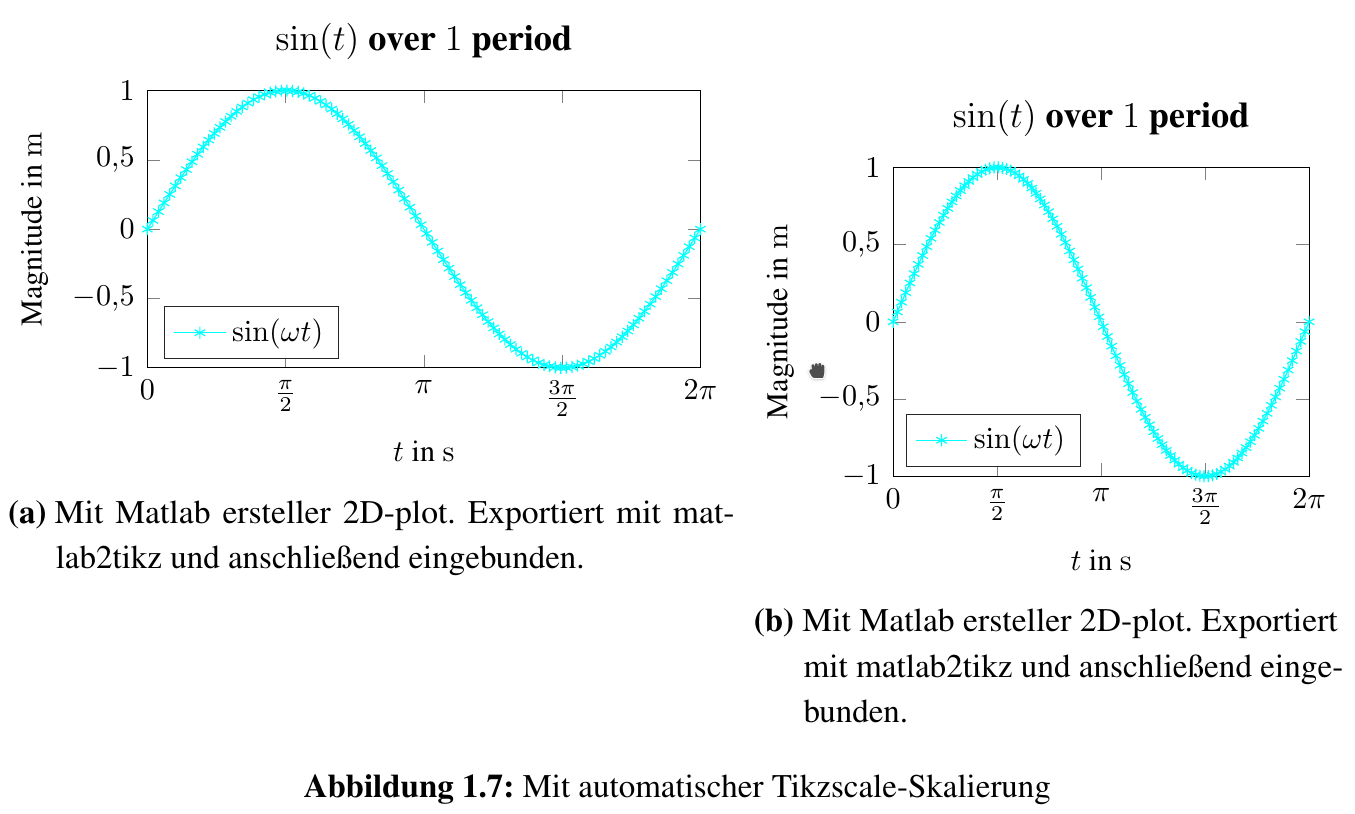 sin(t) over 1 period
Magnitude in m
1
0,5
0
−0,5
−1
sin(ωt)
0 π/2 π 3π/2 2π
t in s
(a) Mit Matlab ersteller 2D-plot. Exportiert mit mat-
lab2tikz und anschließend eingebunden.
sin(t) over 1 period
Magnitude in m
1
0,5
0
−0,5
−1
sin(ωt)
0 π/2 π 3π/2 2π
t in s
(b) Mit Matlab ersteller 2D-plot. Exportiert
mit matlab2tikz und anschließend einge-
bunden.
Abbildung 1.7: Mit automatischer Tikzscale-Skalierung